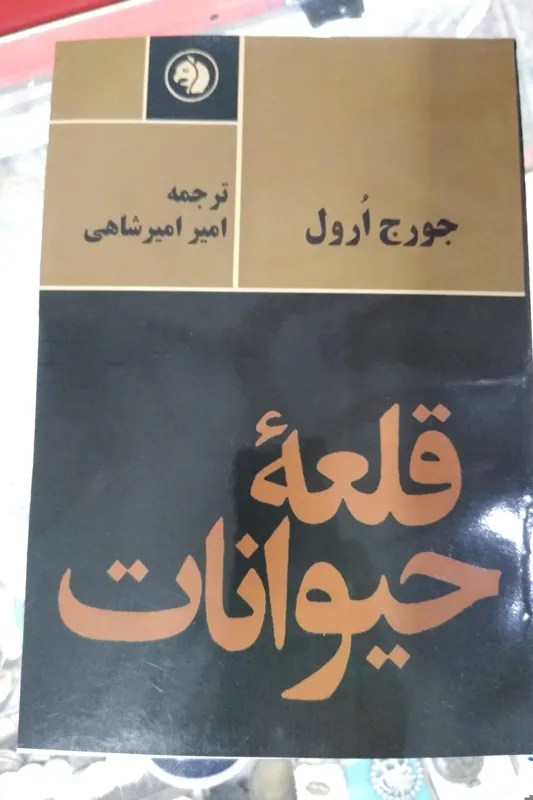 جورج اُرول
ترجمه
امیر امیرشاهی
قلعهٔ
حیوانات